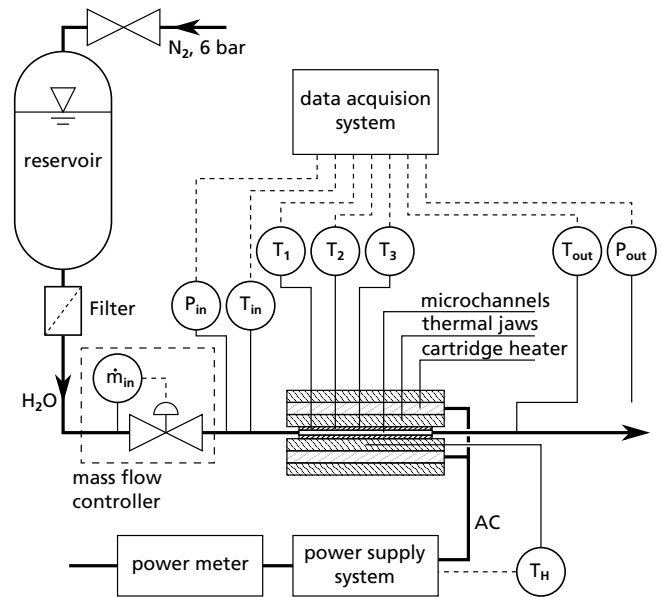 N₂, 6 bar
data acquision
system
reservoir
T₁
T₂
T₃
Tout
Pout
Pin
Tin
Filter
microchannels
thermal jaws
cartridge heater
ṁin
H₂O
mass flow
controller
AC
power meter
power supply
system
TH